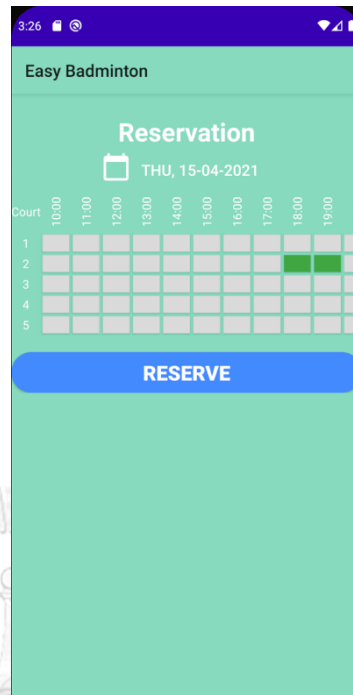 3:26
Easy Badminton
Reservation
THU, 15-04-2021
Court 10:00 11:00 12:00 13:00 14:00 15:00 16:00 17:00 18:00 19:00
1
2
3
4
5
RESERVE